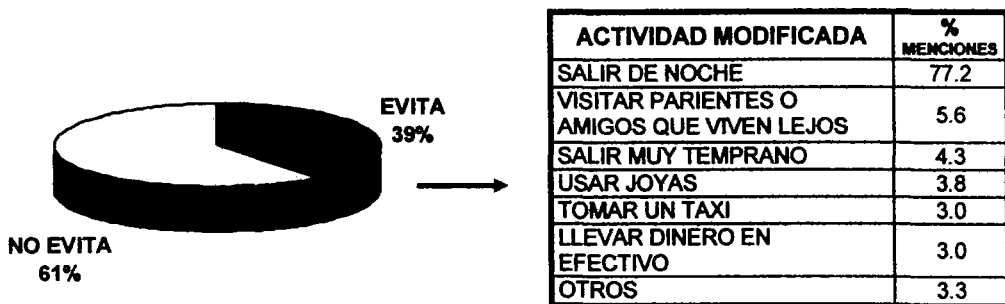 EVITA
39%
NO EVITA
61%
ACTIVIDAD MODIFICADA
%
MENCIONES
SALIR DE NOCHE 77.2
VISITAR PARIENTES O
AMIGOS QUE VIVEN LEJOS 5.6
SALIR MUY TEMPRANO 4.3
USAR JOYAS 3.8
TOMAR UN TAXI 3.0
LLEVAR DINERO EN
EFECTIVO 3.0
OTROS 3.3